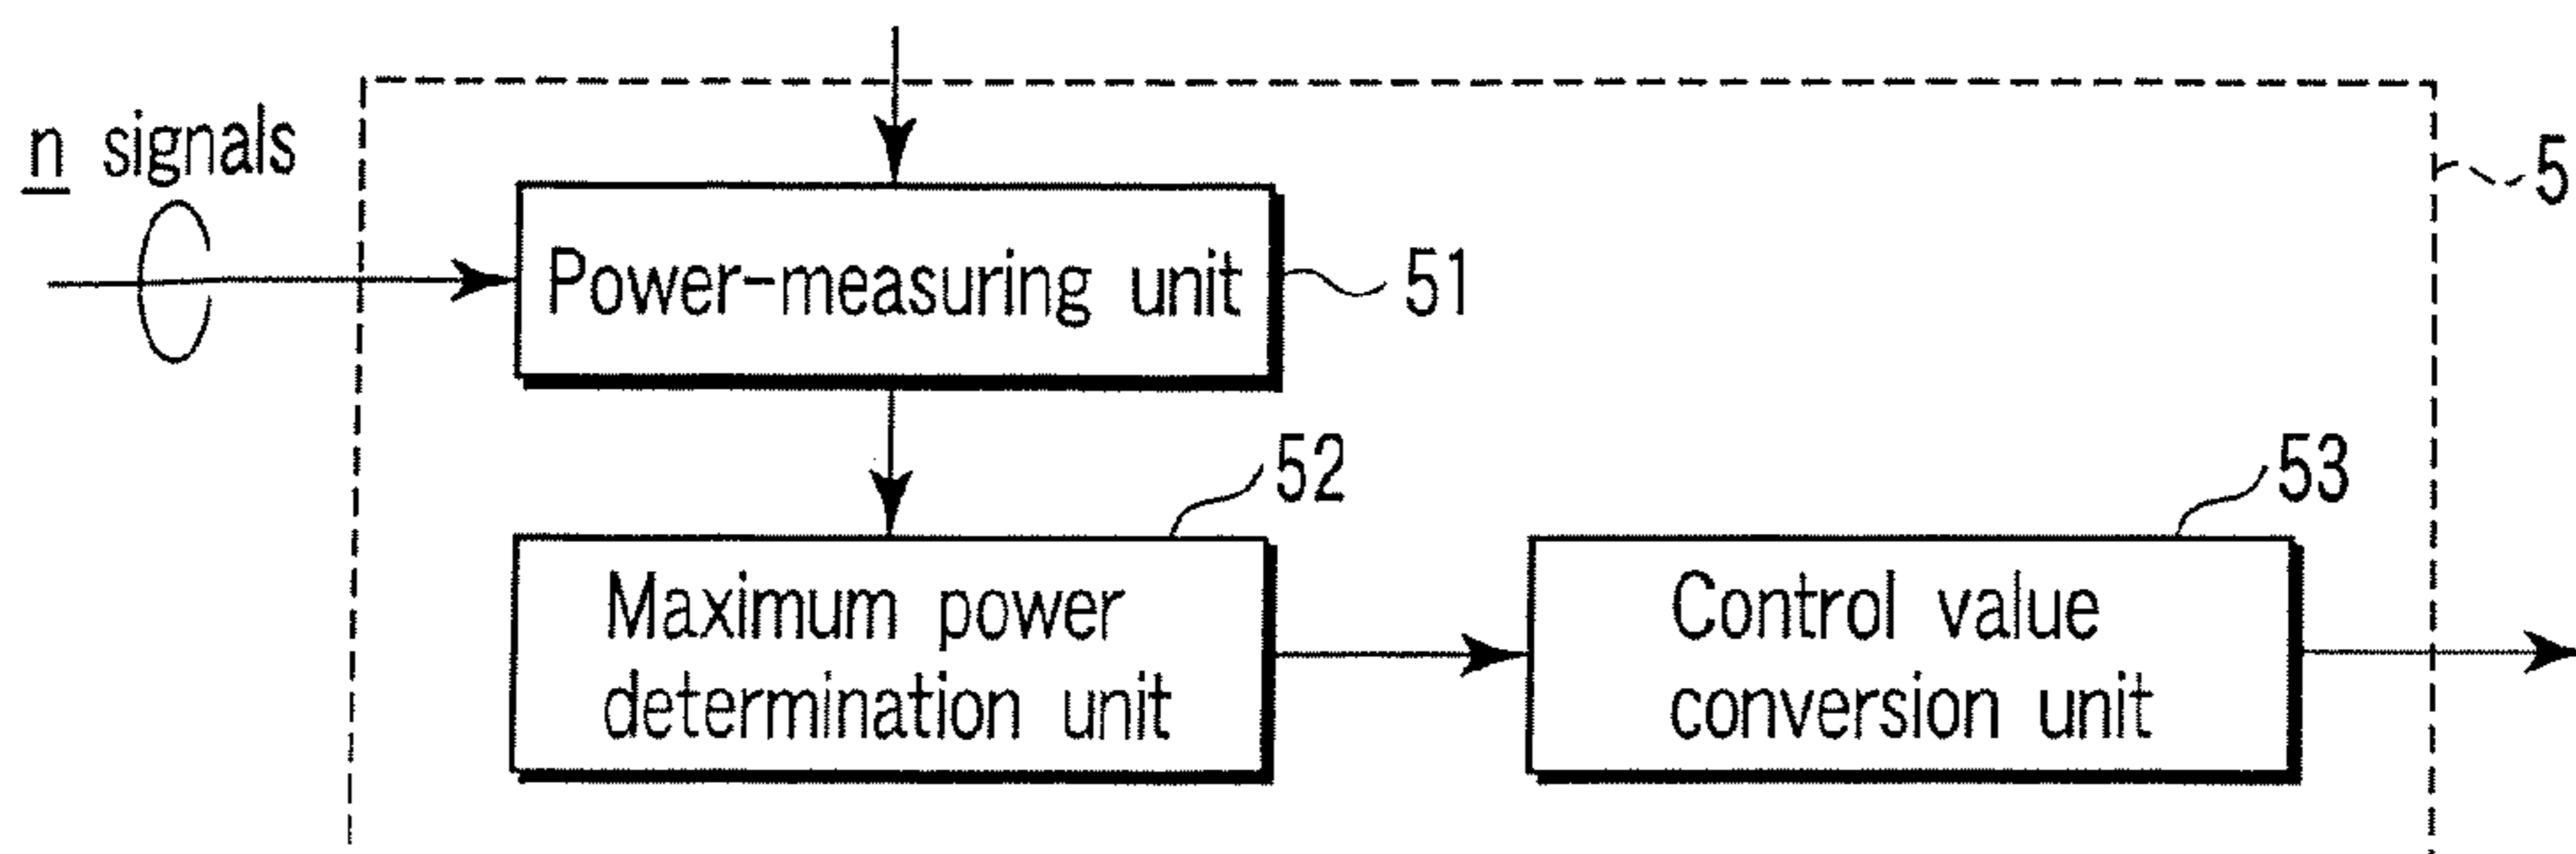 n signals
5
Power-measuring unit
51
52
53
Maximum power
determination unit
Control value
conversion unit